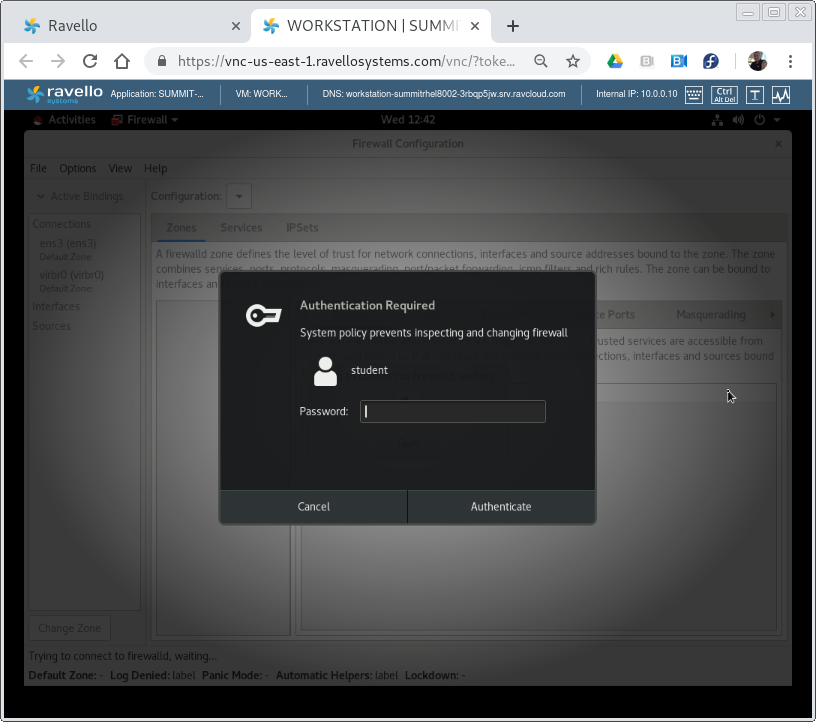 Ravello
WORKSTATION | SUMM
https://vnc-us-east-1.ravellosystems.com/vnc/?toke...
ravello
systems
Application: SUMMIT-...
VM: WORK...
DNS: workstation-summitrhel8002-3rbqp5jw.srv.ravcloud.com
Internal IP: 10.0.0.10
Ctrl
Alt Del
Activities
Firewall
Wed 12:42
Firewall Configuration
File Options View Help
Active Bindings
Configuration:
Connections
ens3 (ens3)
Default Zone:
virbr0 (virbr0)
Default Zone:
Interfaces
Sources
Change Zone
Zones Services IPSets
A firewalld zone defines the level of trust for network connections, interfaces and source addresses bound to the zone. The zone
combines services, ports, protocols, masquerading, port/packet forwarding, icmp filters and rich rules. The zone can be bound to
interfaces an
ce Ports Masquerading
rusted services are accessible from
ections, interfaces and sources bound
Authentication Required
System policy prevents inspecting and changing firewall
student
Password:
Cancel Authenticate
Trying to connect to firewalld, waiting...
Default Zone: - Log Denied: label Panic Mode: - Automatic Helpers: label Lockdown: -